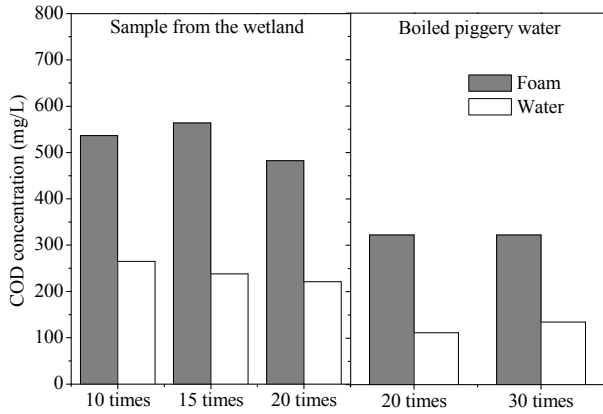 Sample from the wetland
Boiled piggery water
Foam
Water
COD concentration (mg/L)
800
700
600
500
400
300
200
100
0
10 times
15 times
20 times
20 times
30 times